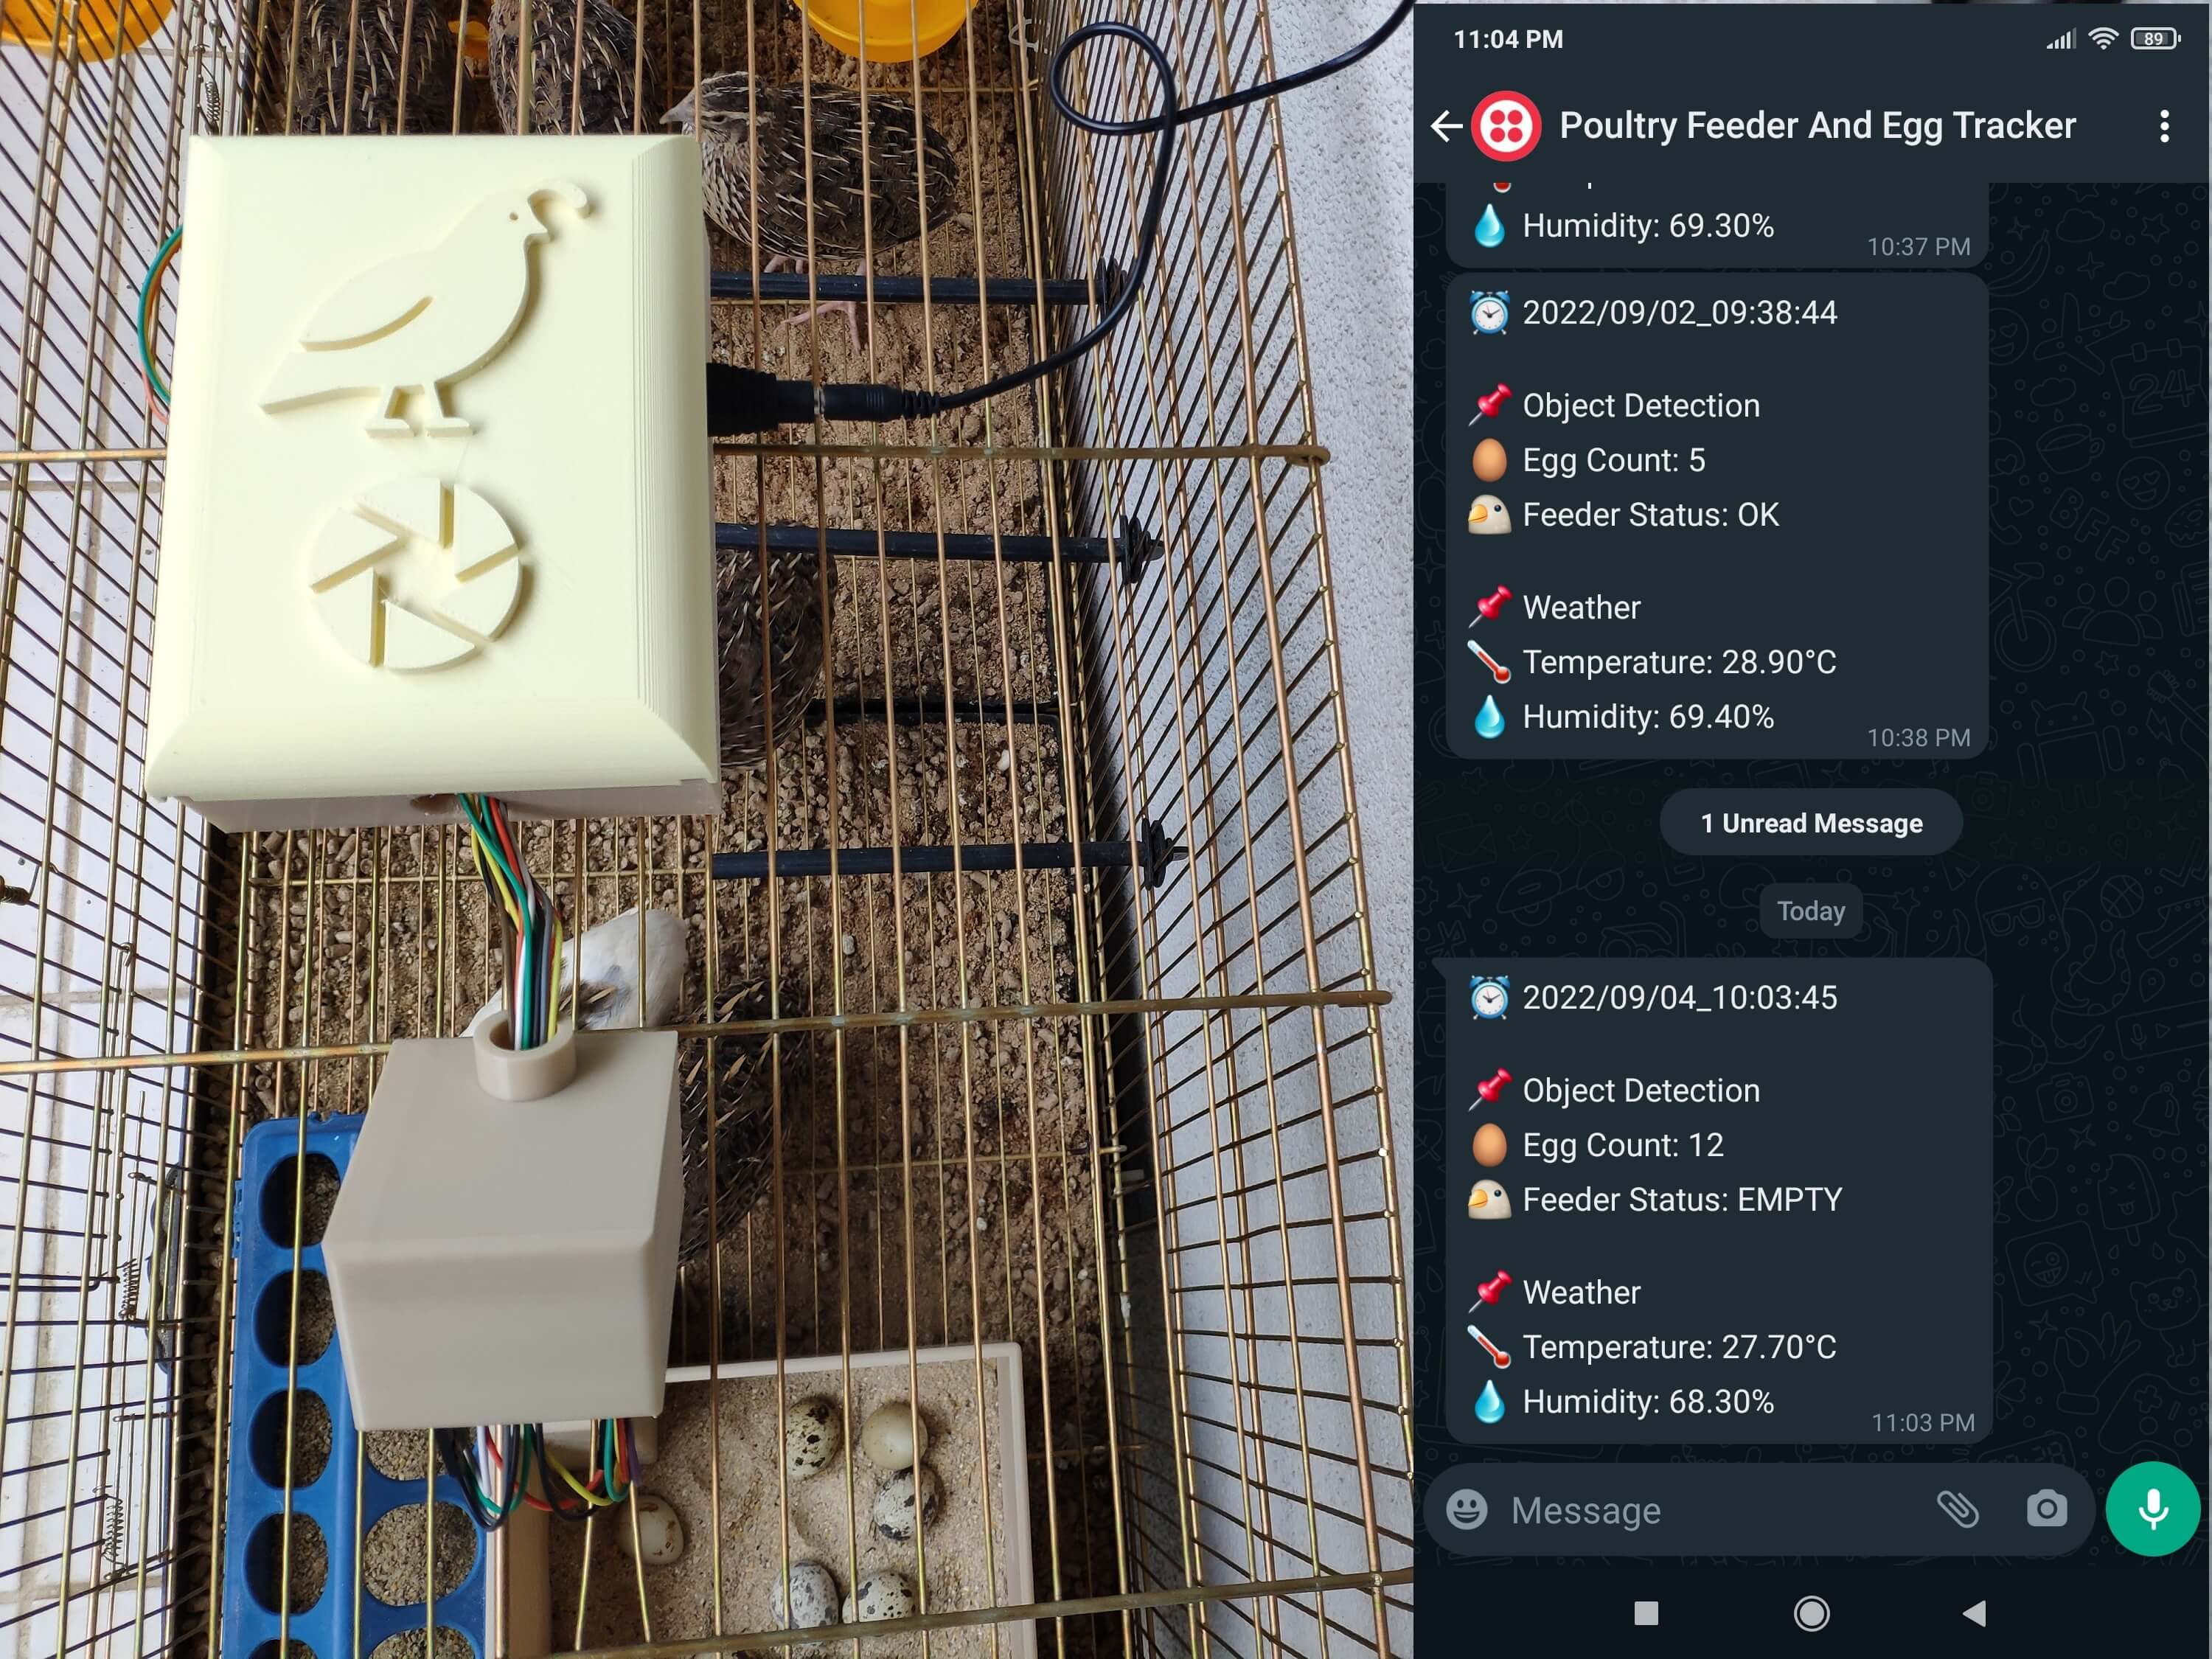 11:04 PM
89
Poultry Feeder And Egg Tracker
Humidity: 69.30%
10:37 PM
2022/09/02_09:38:44
Object Detection
Egg Count: 5
Feeder Status: OK
Weather
Temperature: 28.90°C
Humidity: 69.40%
10:38 PM
1 Unread Message
Today
2022/09/04_10:03:45
Object Detection
Egg Count: 12
Feeder Status: EMPTY
Weather
Temperature: 27.70°C
Humidity: 68.30%
11:03 PM
Message